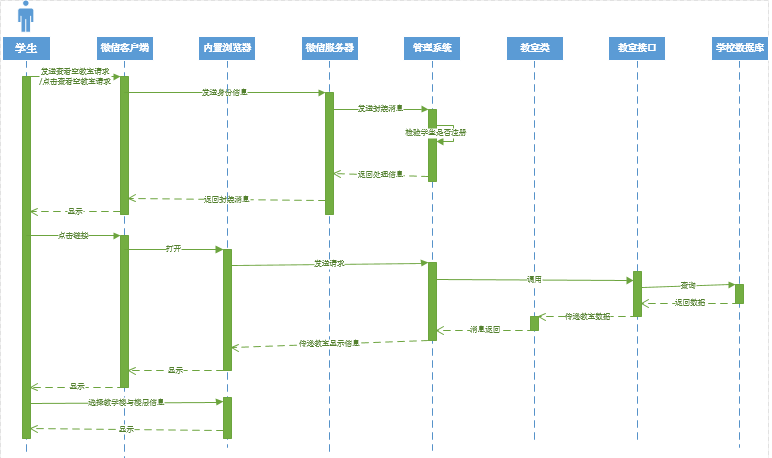 学生
微信客户端
内置浏览器
微信服务器
管理系统
教室类
教室接口
学校数据库
发送查看空教室请求
/点击查看空教室请求
发送身份信息
发送封装消息
检验学生是否注册
返回处理信息
返回封装消息
显示
点击链接
打开
发送请求
调用
查询
返回数据
传递教室数据
消息返回
传递教室显示信息
显示
显示
选择教学楼与楼层信息
显示